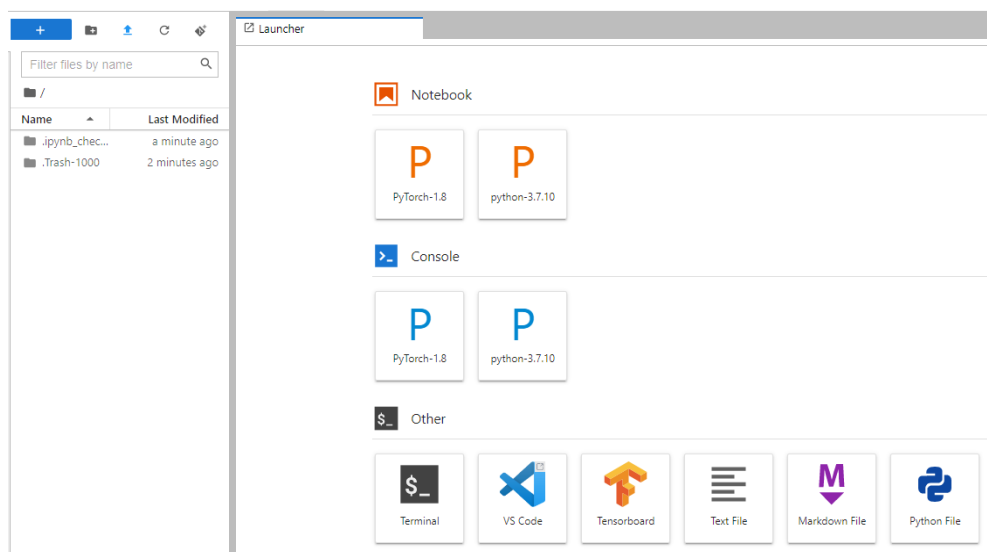 +
Launcher
Filter files by name
/
Name Last Modified
.ipynb_chec... a minute ago
.Trash-1000 2 minutes ago
Notebook
P P
PyTorch-1.8 python-3.7.10
>_ Console
P P
PyTorch-1.8 python-3.7.10
$_ Other
$_ M
Terminal VS Code Tensorboard Text File Markdown File Python File